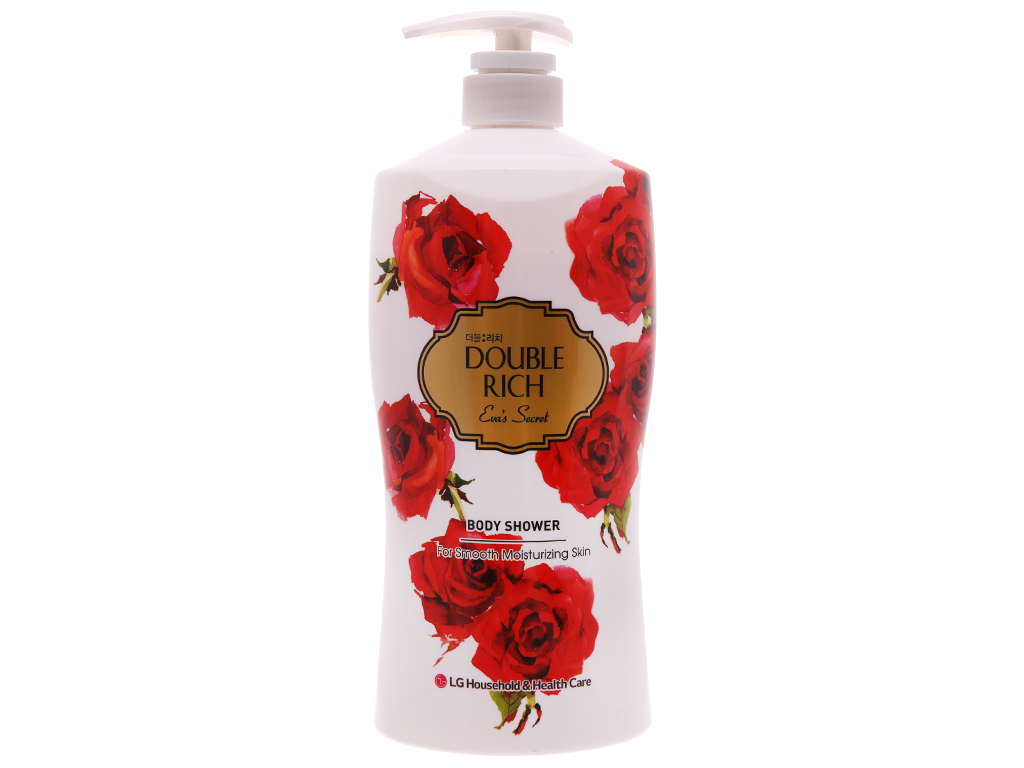 더블:리치
DOUBLE
RICH
Eva's Secret
BODY SHOWER
For Smooth Moisturizing Skin
LG Household & Health Care